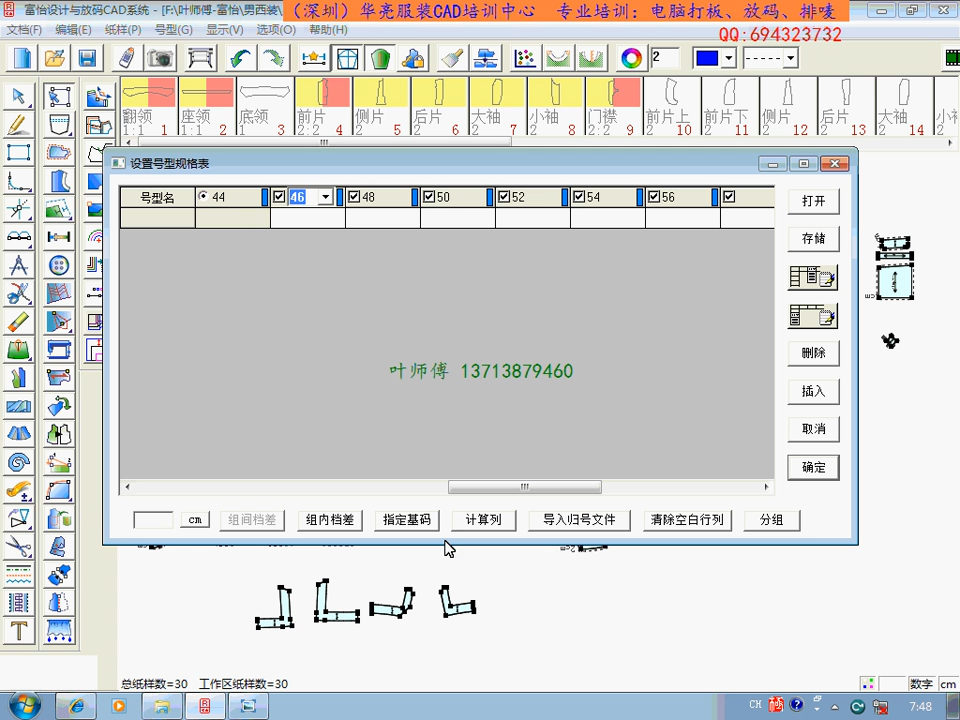 富怡设计与放码CAD系统 - [F:\叶师傅-富怡\男西装\
（深圳）华亮服装CAD培训中心 专业培训：电脑打板、放码、排唛
文档(F) 编辑(E) 纸样(P) 号型(G) 显示(V) 选项(O) 帮助(H)
QQ:694323732
2
翻领 座领 底领 前片 侧片 后片 大袖 小袖 门襟 前片上 前片下 侧片 后片 大袖
1:1 1 1:1 2 3 2:2 4 2 5 2 6 2 7 2 8 2:2 9 2 10 2 11 2 12 2 13 2 14 2
设置号型规格表
号型名 44 46 48 50 52 54 56
打开
存储
删除
插入
取消
确定
叶师傅 13713879460
cm 组间档差 组内档差 指定基码 计算列 导入归号文件 清除空白行列 分组
总纸样数=30 工作区纸样数=30
数字 cm
CH
7:48